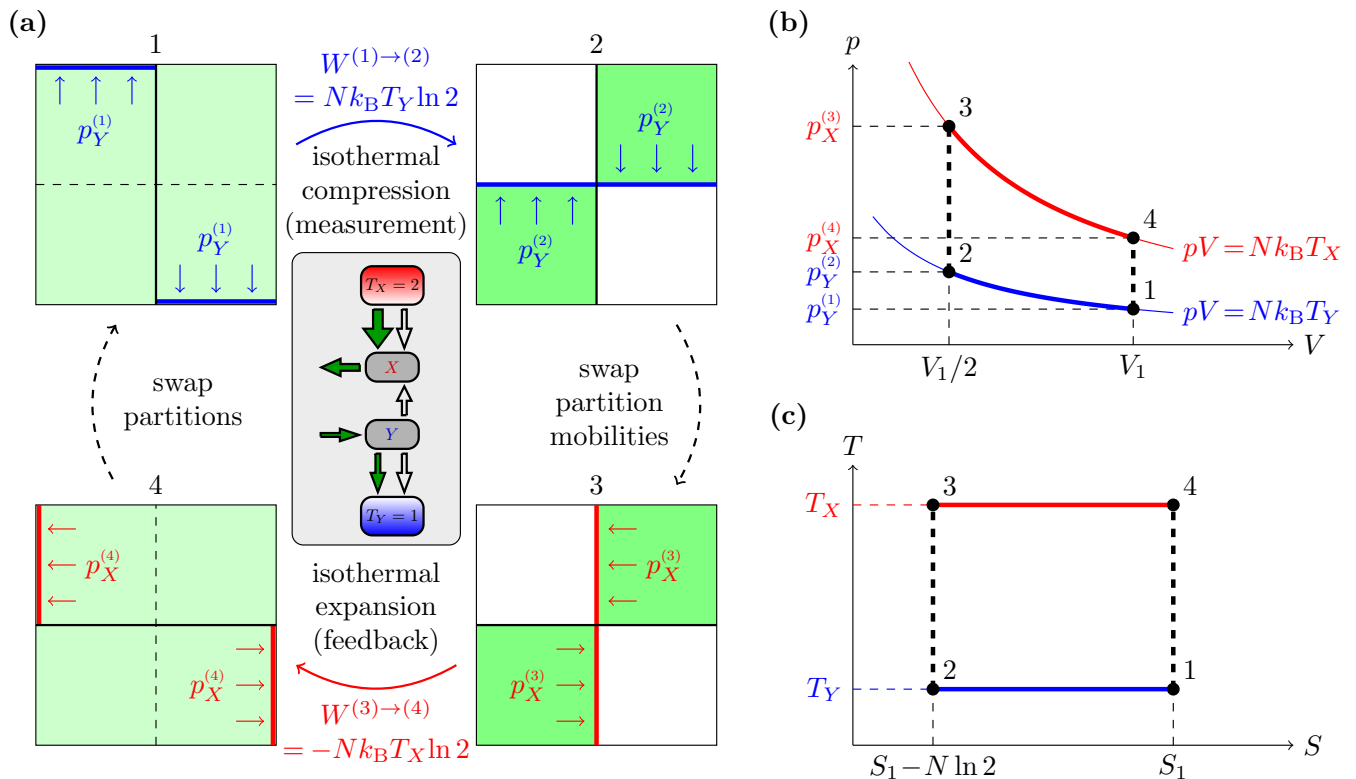 (a)
1
W^{(1)→(2)}
= Nk_B T_Y ln 2
isothermal
compression
(measurement)
2
p_Y^{(1)}
p_Y^{(1)}
p_Y^{(2)}
p_Y^{(2)}
T_X = 2
X
Y
T_Y = 1
swap
partitions
swap
partition
mobilities
4
3
p_X^{(4)}
p_X^{(4)}
isothermal
expansion
(feedback)
W^{(3)→(4)}
= −Nk_B T_X ln 2
p_X^{(3)}
p_X^{(3)}
(b)
p
p_X^{(3)}
p_X^{(4)}
p_Y^{(2)}
p_Y^{(1)}
3
4
2
1
pV = Nk_B T_X
pV = Nk_B T_Y
V_1/2
V_1
V
(c)
T
T_X
T_Y
3
4
2
1
S_1 − N ln 2
S_1
S